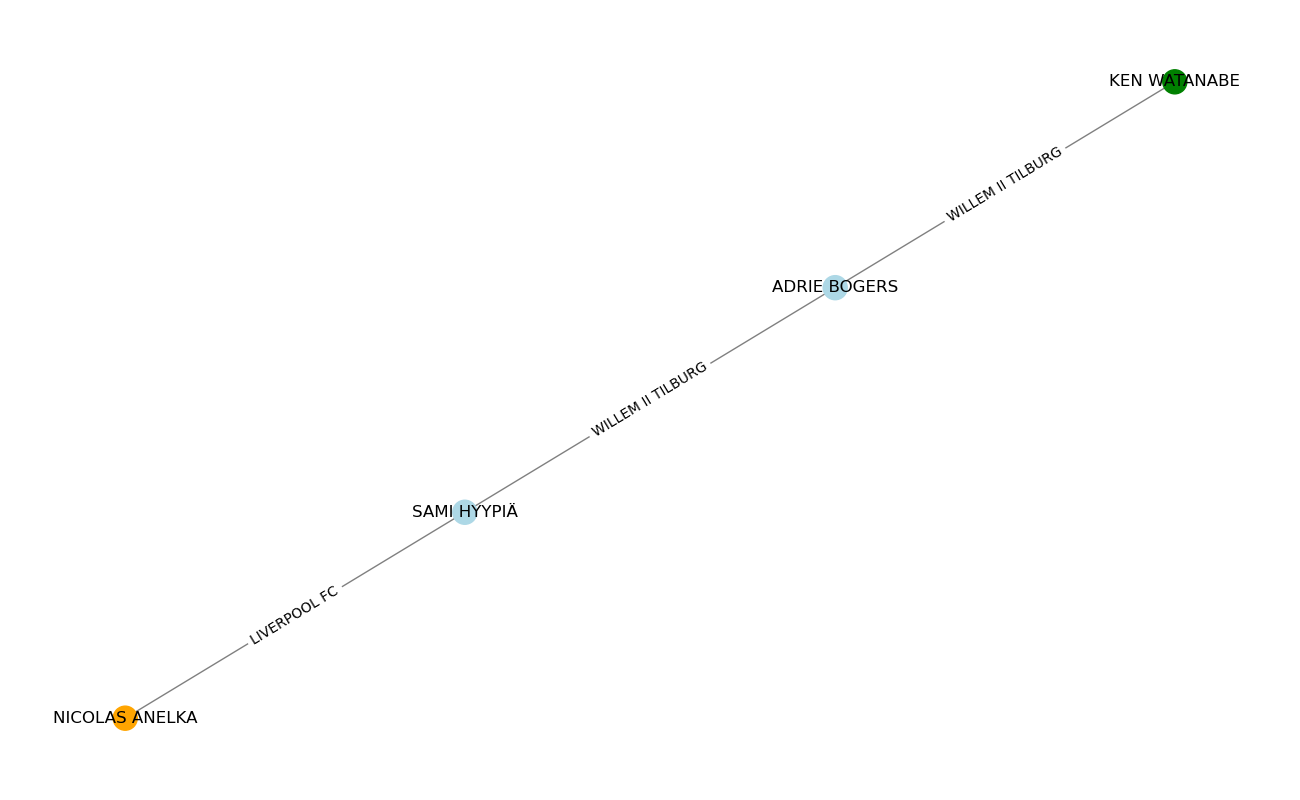 KEN WATANABE
WILLEM II TILBURG
ADRIE BOGERS
WILLEM II TILBURG
SAMI HYYPIÄ
LIVERPOOL FC
NICOLAS ANELKA